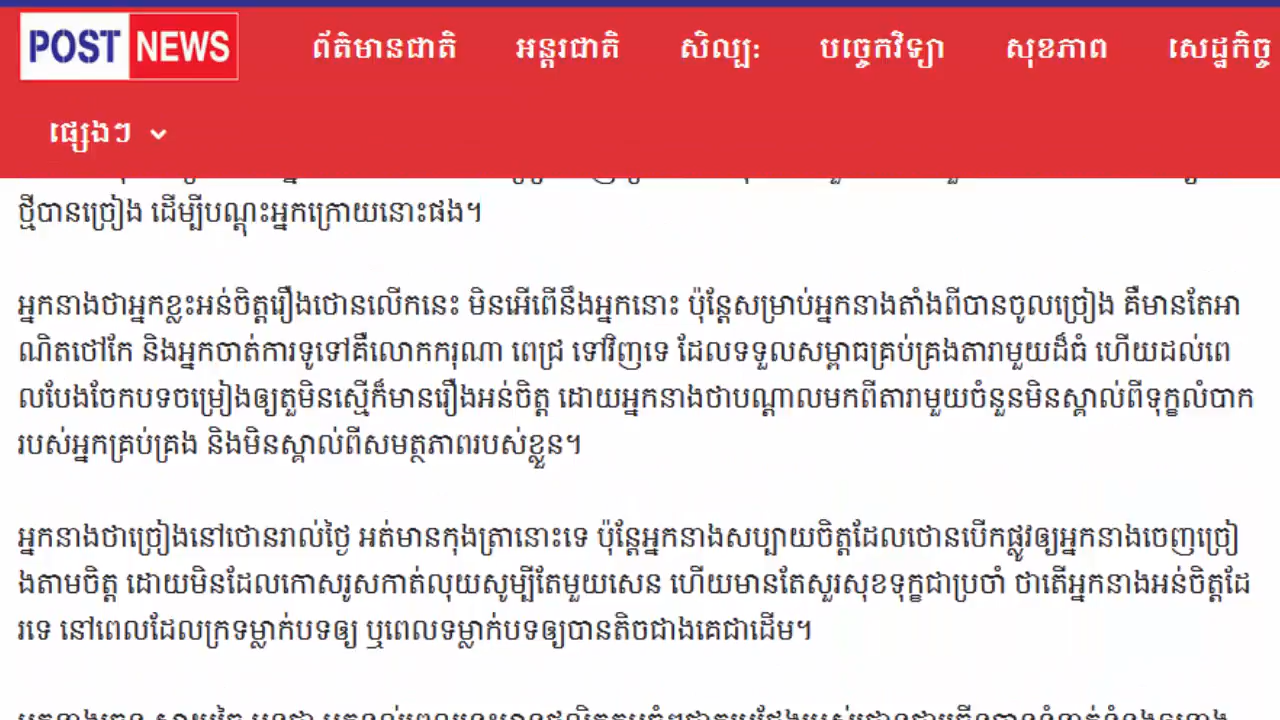 POST NEWS
ព័ត៌មានជាតិ អន្តរជាតិ សិល្បៈ បច្ចេកវិទ្យា សុខភាព សេដ្ឋកិច្ច
ផ្សេងៗ
ថ្មីបានច្រៀង ដើម្បីបណ្តុះអ្នកក្រោយនោះផង។
អ្នកនាងថាអ្នកខ្លះអន់ចិត្តរឿងថោនលើកនេះ មិនអើពើនឹងអ្នកនោះ ប៉ុន្តែសម្រាប់អ្នកនាងតាំងពីបានចូលច្រៀង គឺមានតែអា
ណិតថៅកែ និងអ្នកចាត់ការទូទៅគឺលោកករុណា ពេជ្រ ទៅវិញទេ ដែលទទួលសម្ពាធគ្រប់គ្រងតារាមួយដ៏ធំ ហើយដល់ពេ
លបែងចែកបទចម្រៀងឲ្យតួមិនស្មើក៏មានរឿងអន់ចិត្ត ដោយអ្នកនាងថាបណ្តាលមកពីតារាមួយចំនួនមិនស្គាល់ពីទុក្ខលំបាក
របស់អ្នកគ្រប់គ្រង និងមិនស្គាល់ពីសមត្ថភាពរបស់ខ្លួន។
អ្នកនាងថាច្រៀងនៅថោនរាល់ថ្ងៃ អត់មានកុងត្រានោះទេ ប៉ុន្តែអ្នកនាងសប្បាយចិត្តដែលថោនបើកផ្លូវឲ្យអ្នកនាងចេញច្រៀ
ងតាមចិត្ត ដោយមិនដែលកោសរូសកាត់លុយសូម្បីតែមួយសេន ហើយមានតែសួរសុខទុក្ខជាប្រចាំ ថាតើអ្នកនាងអន់ចិត្តដែ
រទេ នៅពេលដែលក្រទម្លាក់បទឲ្យ ឬពេលទម្លាក់បទឲ្យបានតិចជាងគេជាដើម។